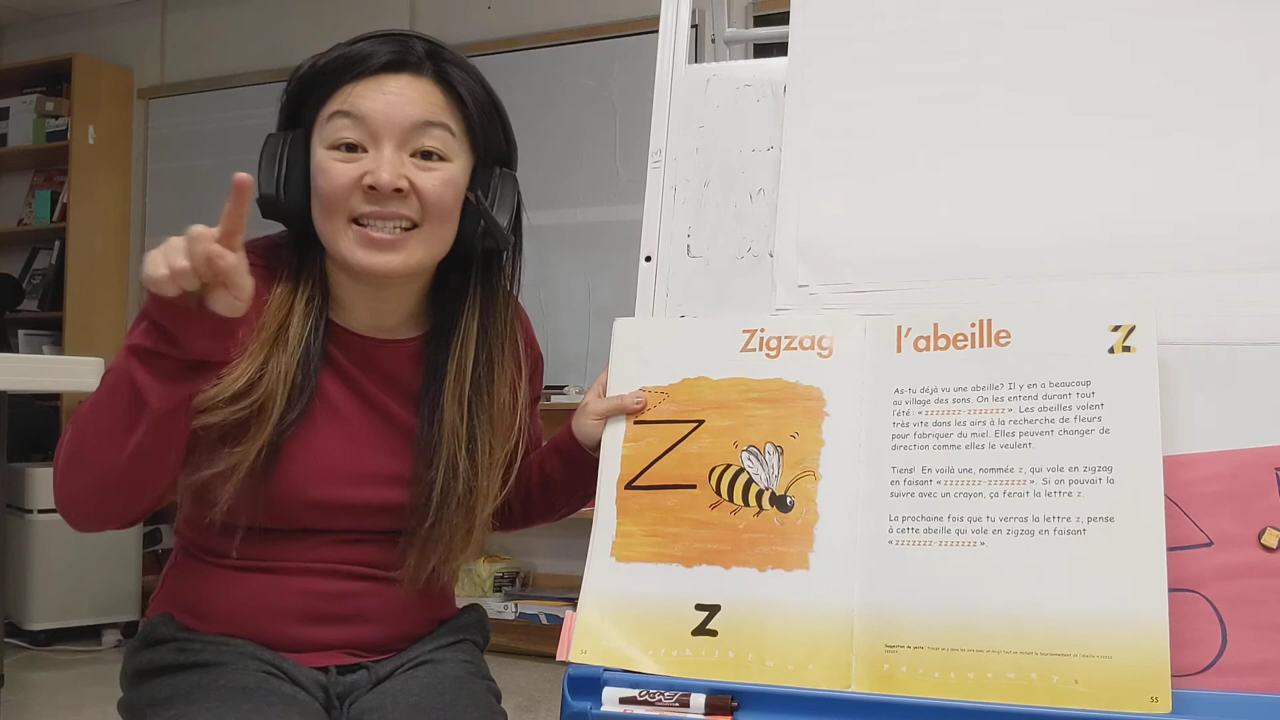 Zigzag
l'abeille
z
As-tu déjà vu une abeille? Il y en a beaucoup
au village des sons. On les entend durant tout
l'été : « zzzzzzz-zzzzzzz ». Les abeilles volent
très vite dans les airs à la recherche de fleurs
pour fabriquer du miel. Elles peuvent changer de
direction comme elles le veulent.
Tiens! En voilà une, nommée z, qui vole en zigzag
en faisant « zzzzzzz-zzzzzzz ». Si on pouvait la
suivre avec un crayon, ça ferait la lettre z.
La prochaine fois que tu verras la lettre z, pense
à cette abeille qui vole en zigzag en faisant
« zzzzzzz-zzzzzzz ».
Z
z
54
Suggestion de geste :
55
EXPO